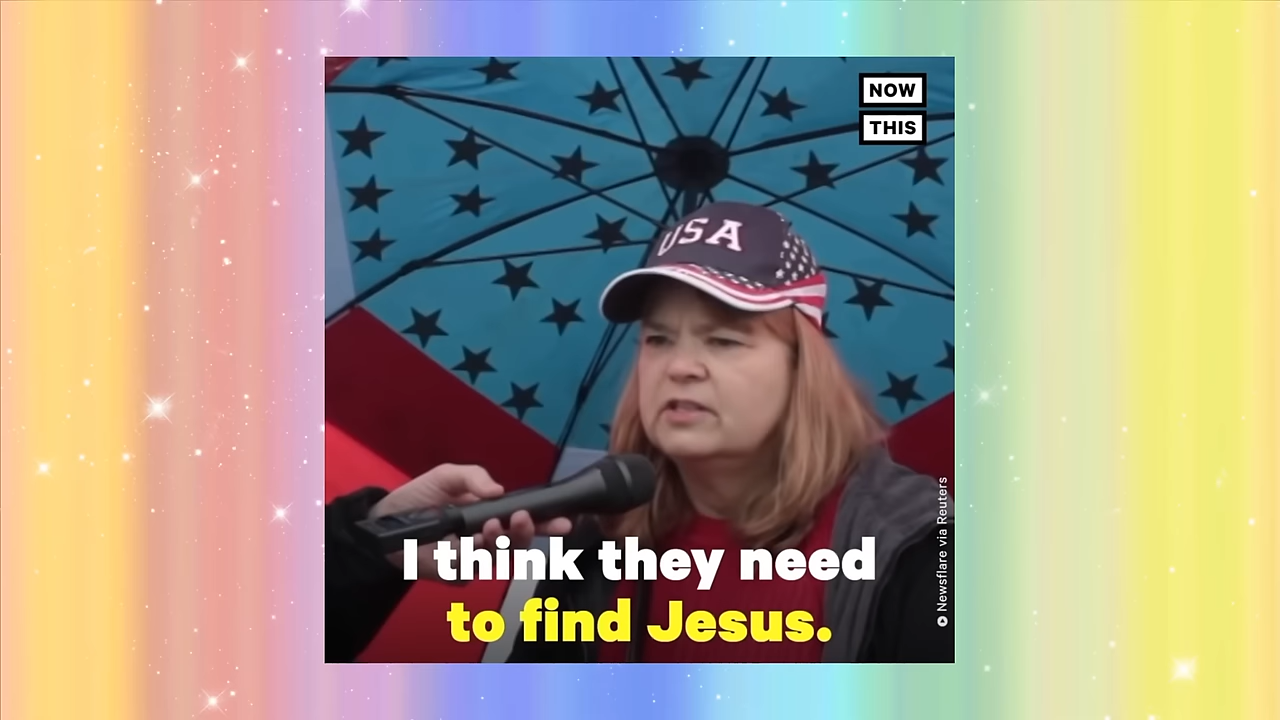 NOW
THIS
USA
I think they need
to find Jesus.
Newsflare via Reuters